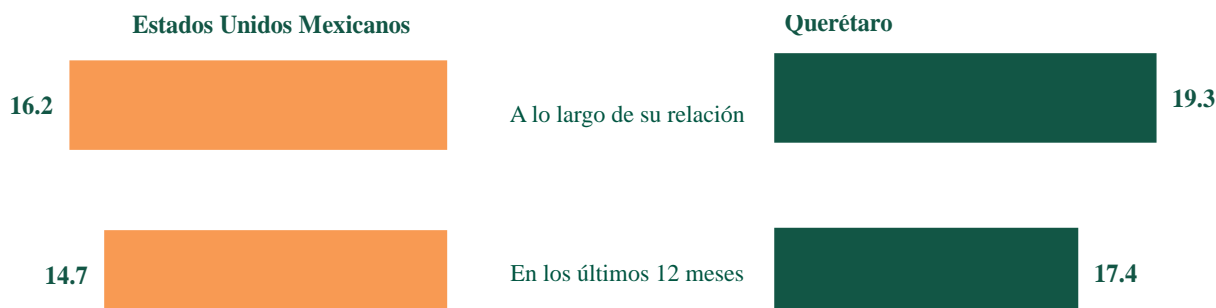 Estados Unidos Mexicanos
Querétaro
16.2
A lo largo de su relación
19.3
14.7
En los últimos 12 meses
17.4